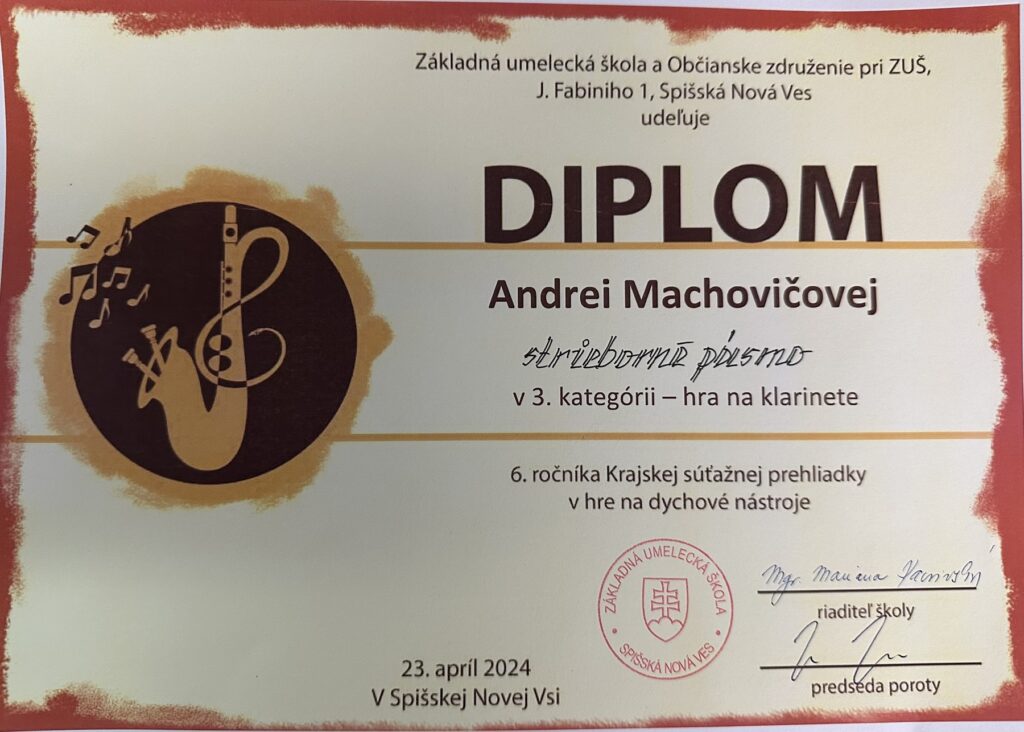 Základná umelecká škola a Občianske združenie pri ZUŠ,
J. Fabiniho 1, Spišská Nová Ves
udeľuje
DIPLOM
Andrei Machovičovej
strieborné pásmo
v 3. kategórii – hra na klarinete
6. ročníka Krajskej súťažnej prehliadky
v hre na dychové nástroje
ZÁKLADNÁ UMELECKÁ ŠKOLA
SPIŠSKÁ NOVÁ VES
Mgr.
riaditeľ školy
predseda poroty
23. apríl 2024
V Spišskej Novej Vsi